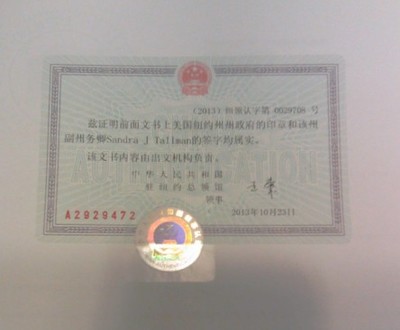 (2013) 纽领认字第 0029708 号
兹证明前面文书上美国纽约州州政府的印章和该州
副州务卿Sandra J Tallman的签字均属实。
该文书内容由出文机构负责。
中华人民共和国
驻纽约总领馆
领事
A2929472
2013年10月23日